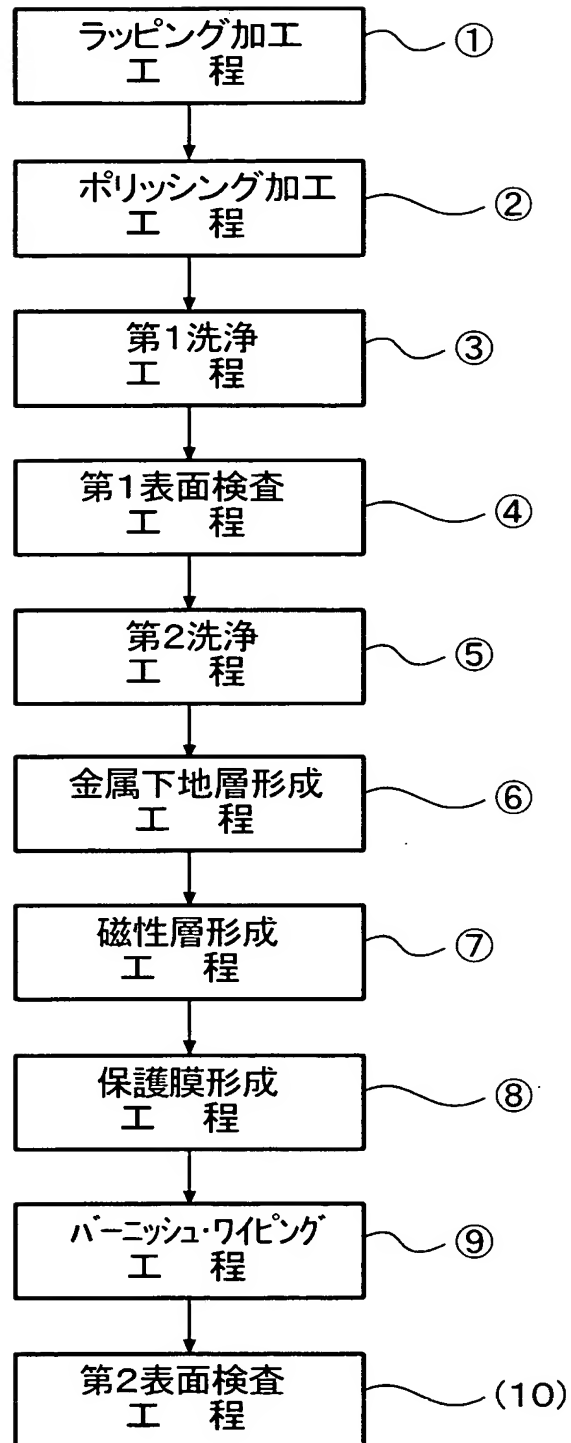 ラッピング加工
工 程
①
ポリッシング加工
工 程
②
第1洗浄
工 程
③
第1表面検査
工 程
④
第2洗浄
工 程
⑤
金属下地層形成
工 程
⑥
磁性層形成
工 程
⑦
保護膜形成
工 程
⑧
バーニッシュ・ワイピング
工 程
⑨
第2表面検査
工 程
(10)